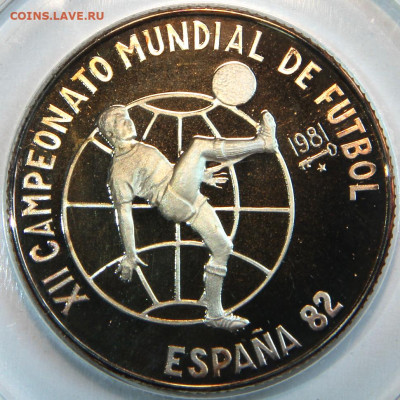 COINS.LAVE.RU
XII CAMPEONATO MUNDIAL DE FUTBOL
1981
ESPAÑA 82